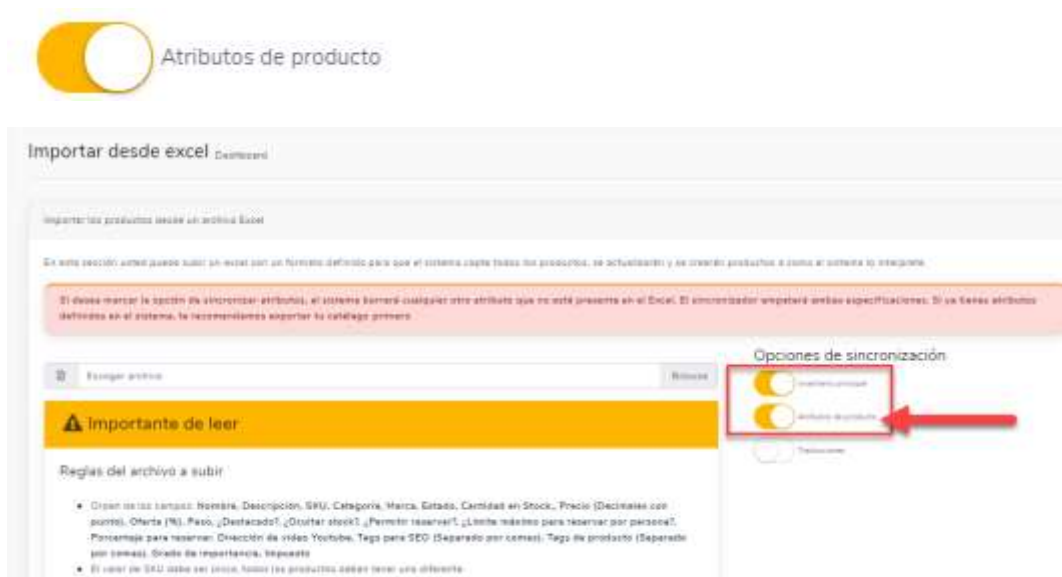 Atributos de producto
Importar desde excel Dashboard
Importar los productos desde un archivo Excel
En esta sección usted puede subir un excel con un formato definido para que el sistema capte todos los productos, se actualizarán y se crearán productos a como el sistema lo interprete
Si desea marcar la opción de sincronizar atributos, el sistema borrará cualquier otro atributo que no esté presente en el Excel. El sincronizador empatará ambas especificaciones. Si ya tienes atributos
definidos en el sistema, te recomendamos exportar tu catálogo primero
Escoger archivo Browse
Opciones de sincronización
Inventario principal
Atributos de producto
Traducciones
Importante de leer
Reglas del archivo a subir
Orden de los campos: Nombre, Descripción, SKU, Categoría, Marca, Estado, Cantidad en Stock., Precio (Decimales con
punto), Oferta (%), Peso, ¿Destacado?, ¿Ocultar stock?, ¿Permitir reservar?, ¿Límite máximo para reservar por persona?,
Porcentaje para reservar, Dirección de video Youtube, Tags para SEO (Separado por comas), Tags de producto (Separado
por comas), Grado de importancia, Impuesto
El valor de SKU debe ser único, todos los productos deben tener uno diferente